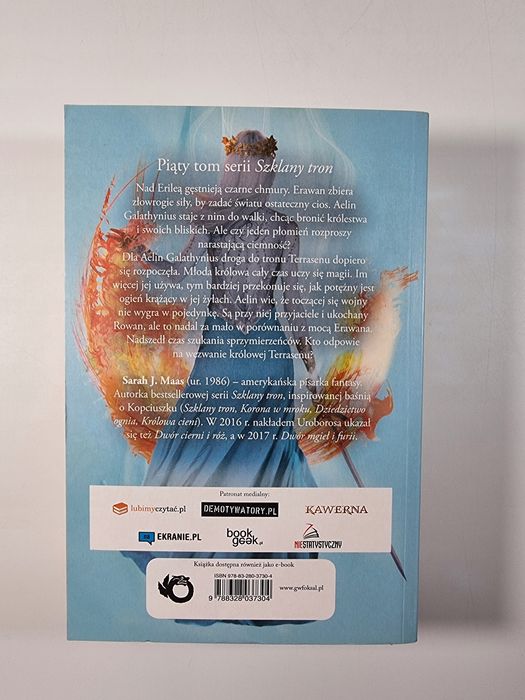 Piąty tom serii Szklany tron
Nad Erileą gęstnieją czarne chmury. Erawan zbiera
złowrogie siły, by zadać światu ostateczny cios. Aelin
Galathynius staje z nim do walki, chcąc bronić królestwa
i swoich bliskich. Ale czy jeden płomień rozproszy
narastającą ciemność?
Dla Aelin Galathynius droga do tronu Terrasenu dopiero
się rozpoczęła. Młoda królowa cały czas uczy się magii. Im
więcej jej używa, tym bardziej przekonuje się, jak potężny jest
ogień krążący w jej żyłach. Aelin wie, że toczącej się wojny
nie wygra w pojedynkę. Są przy niej przyjaciele i ukochany
Rowan, ale to nadal za mało w porównaniu z mocą Erawana.
Nadszedł czas szukania sprzymierzeńców. Kto odpowie
na wezwanie królowej Terrasenu?
Sarah J. Maas (ur. 1986) – amerykańska pisarka fantasy.
Autorka bestsellerowej serii Szklany tron, inspirowanej baśnią
o Kopciuszku (Szklany tron, Korona w mroku, Dziedzictwo
ognia, Królowa cieni). W 2016 r. nakładem Uroborosa ukazał
się też Dwór cierni i róż, a w 2017 r. Dwór mgieł i furii.
Patronat medialny:
lubimyczytać.pl
DEMOTYWATORY.PL
KAWERNA
na EKRANIE.PL
book geek.pl
NIESTATYSTYCZNY
Książka dostępna również jako e-book
ISBN 978-83-280-3730-4
9 788328 037304
www.gwfoksal.pl